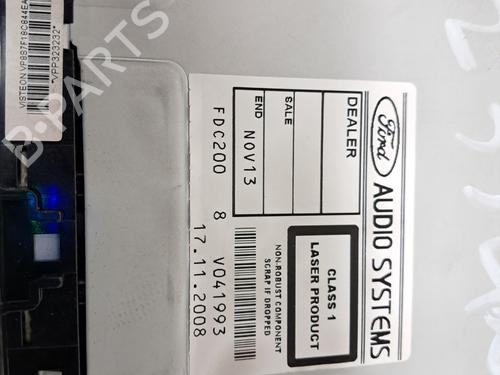 Ford AUDIO SYSTEMS
DEALER
SALE
END NOV13
CLASS 1
LASER PRODUCT
NON-ROBUST COMPONENT
SCRAP IF DROPPED
FDC200 8 V041993
17.11.2008
*VPP323232*
B-PARTS